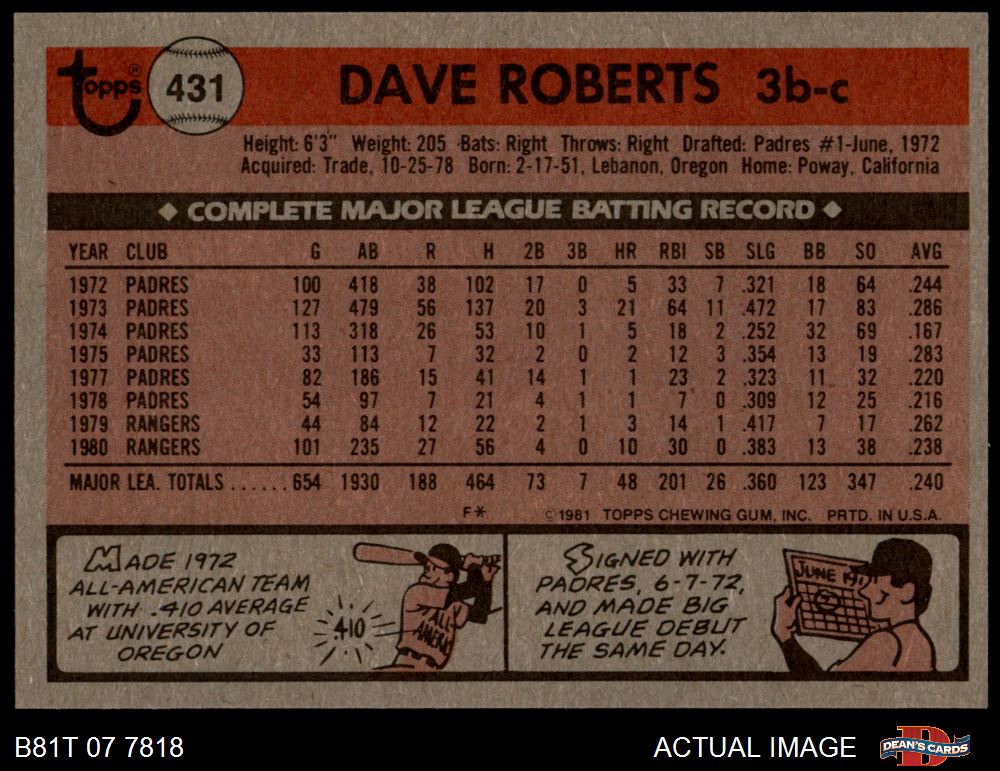 Topps®
431
DAVE ROBERTS 3b-c
Height: 6'3" Weight: 205 Bats: Right Throws: Right Drafted: Padres #1-June, 1972
Acquired: Trade, 10-25-78 Born: 2-17-51, Lebanon, Oregon Home: Poway, California
◆ COMPLETE MAJOR LEAGUE BATTING RECORD ◆
YEAR CLUB G AB R H 2B 3B HR RBI SB SLG BB SO AVG
1972 PADRES 100 418 38 102 17 0 5 33 7 .321 18 64 .244
1973 PADRES 127 479 56 137 20 3 21 64 11 .472 17 83 .286
1974 PADRES 113 318 26 53 10 1 5 18 2 .252 32 69 .167
1975 PADRES 33 113 7 32 2 0 2 12 3 .354 13 19 .283
1977 PADRES 82 186 15 41 14 1 1 23 2 .323 11 32 .220
1978 PADRES 54 97 7 21 4 1 1 7 0 .309 12 25 .216
1979 RANGERS 44 84 12 22 2 1 3 14 1 .417 7 17 .262
1980 RANGERS 101 235 27 56 4 0 10 30 0 .383 13 38 .238
MAJOR LEA. TOTALS ...... 654 1930 188 464 73 7 48 201 26 .360 123 347 .240
F* © 1981 TOPPS CHEWING GUM, INC. PRTD. IN U.S.A.
MADE 1972
ALL-AMERICAN TEAM
WITH .410 AVERAGE
AT UNIVERSITY OF
OREGON
.410
ALL
AMERIC
SIGNED WITH
PADRES, 6-7-72,
AND MADE BIG
LEAGUE DEBUT
THE SAME DAY.
JUNE 197
B81T 07 7818
ACTUAL IMAGE
DEAN'S CARDS